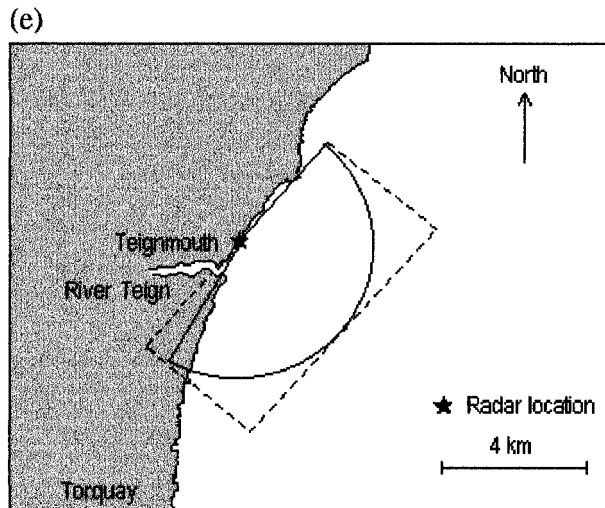 (e)
North
Teignmouth
River Teign
Radar location
4 km
Torquay